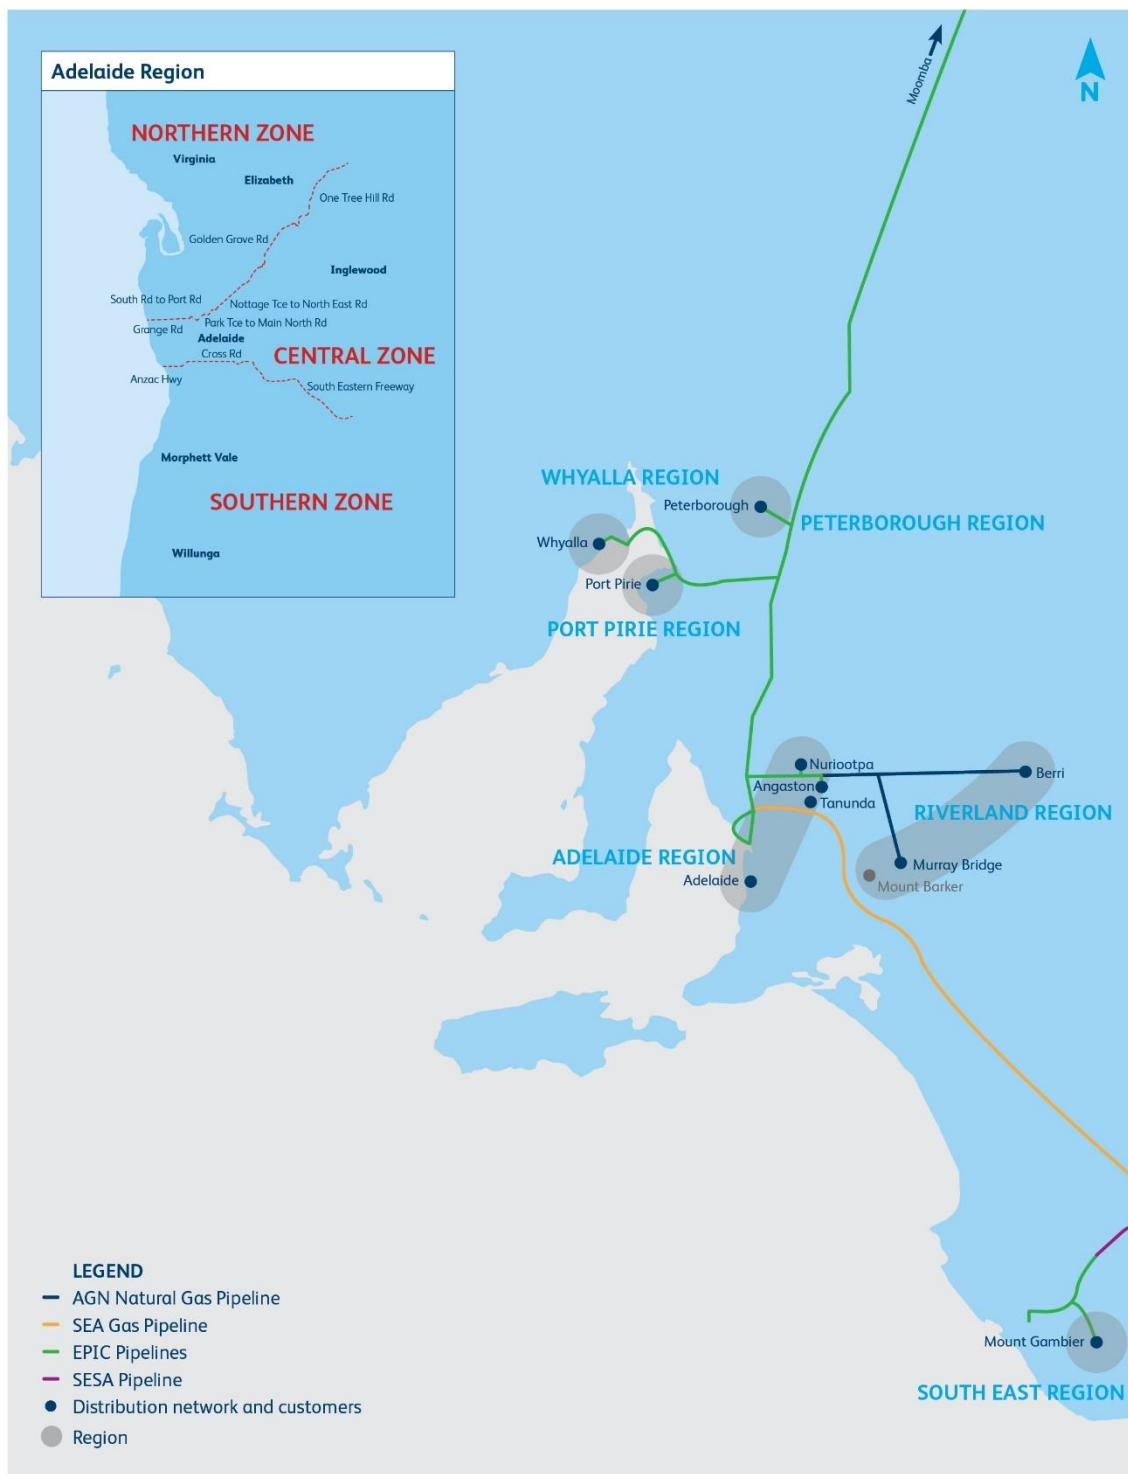 Adelaide Region
NORTHERN ZONE
Virginia
Elizabeth
One Tree Hill Rd
Golden Grove Rd
Inglewood
South Rd to Port Rd
Nottage Tce to North East Rd
Grange Rd
Park Tce to Main North Rd
Adelaide
Cross Rd
CENTRAL ZONE
Anzac Hwy
South Eastern Freeway
Morphett Vale
SOUTHERN ZONE
Willunga
Moomba
N
WHYALLA REGION
Peterborough
PETERBOROUGH REGION
Whyalla
Port Pirie
PORT PIRIE REGION
Nuriootpa
Berri
Angaston
Tanunda
RIVERLAND REGION
ADELAIDE REGION
Murray Bridge
Adelaide
Mount Barker
LEGEND
AGN Natural Gas Pipeline
SEA Gas Pipeline
EPIC Pipelines
SESA Pipeline
Distribution network and customers
Region
Mount Gambier
SOUTH EAST REGION